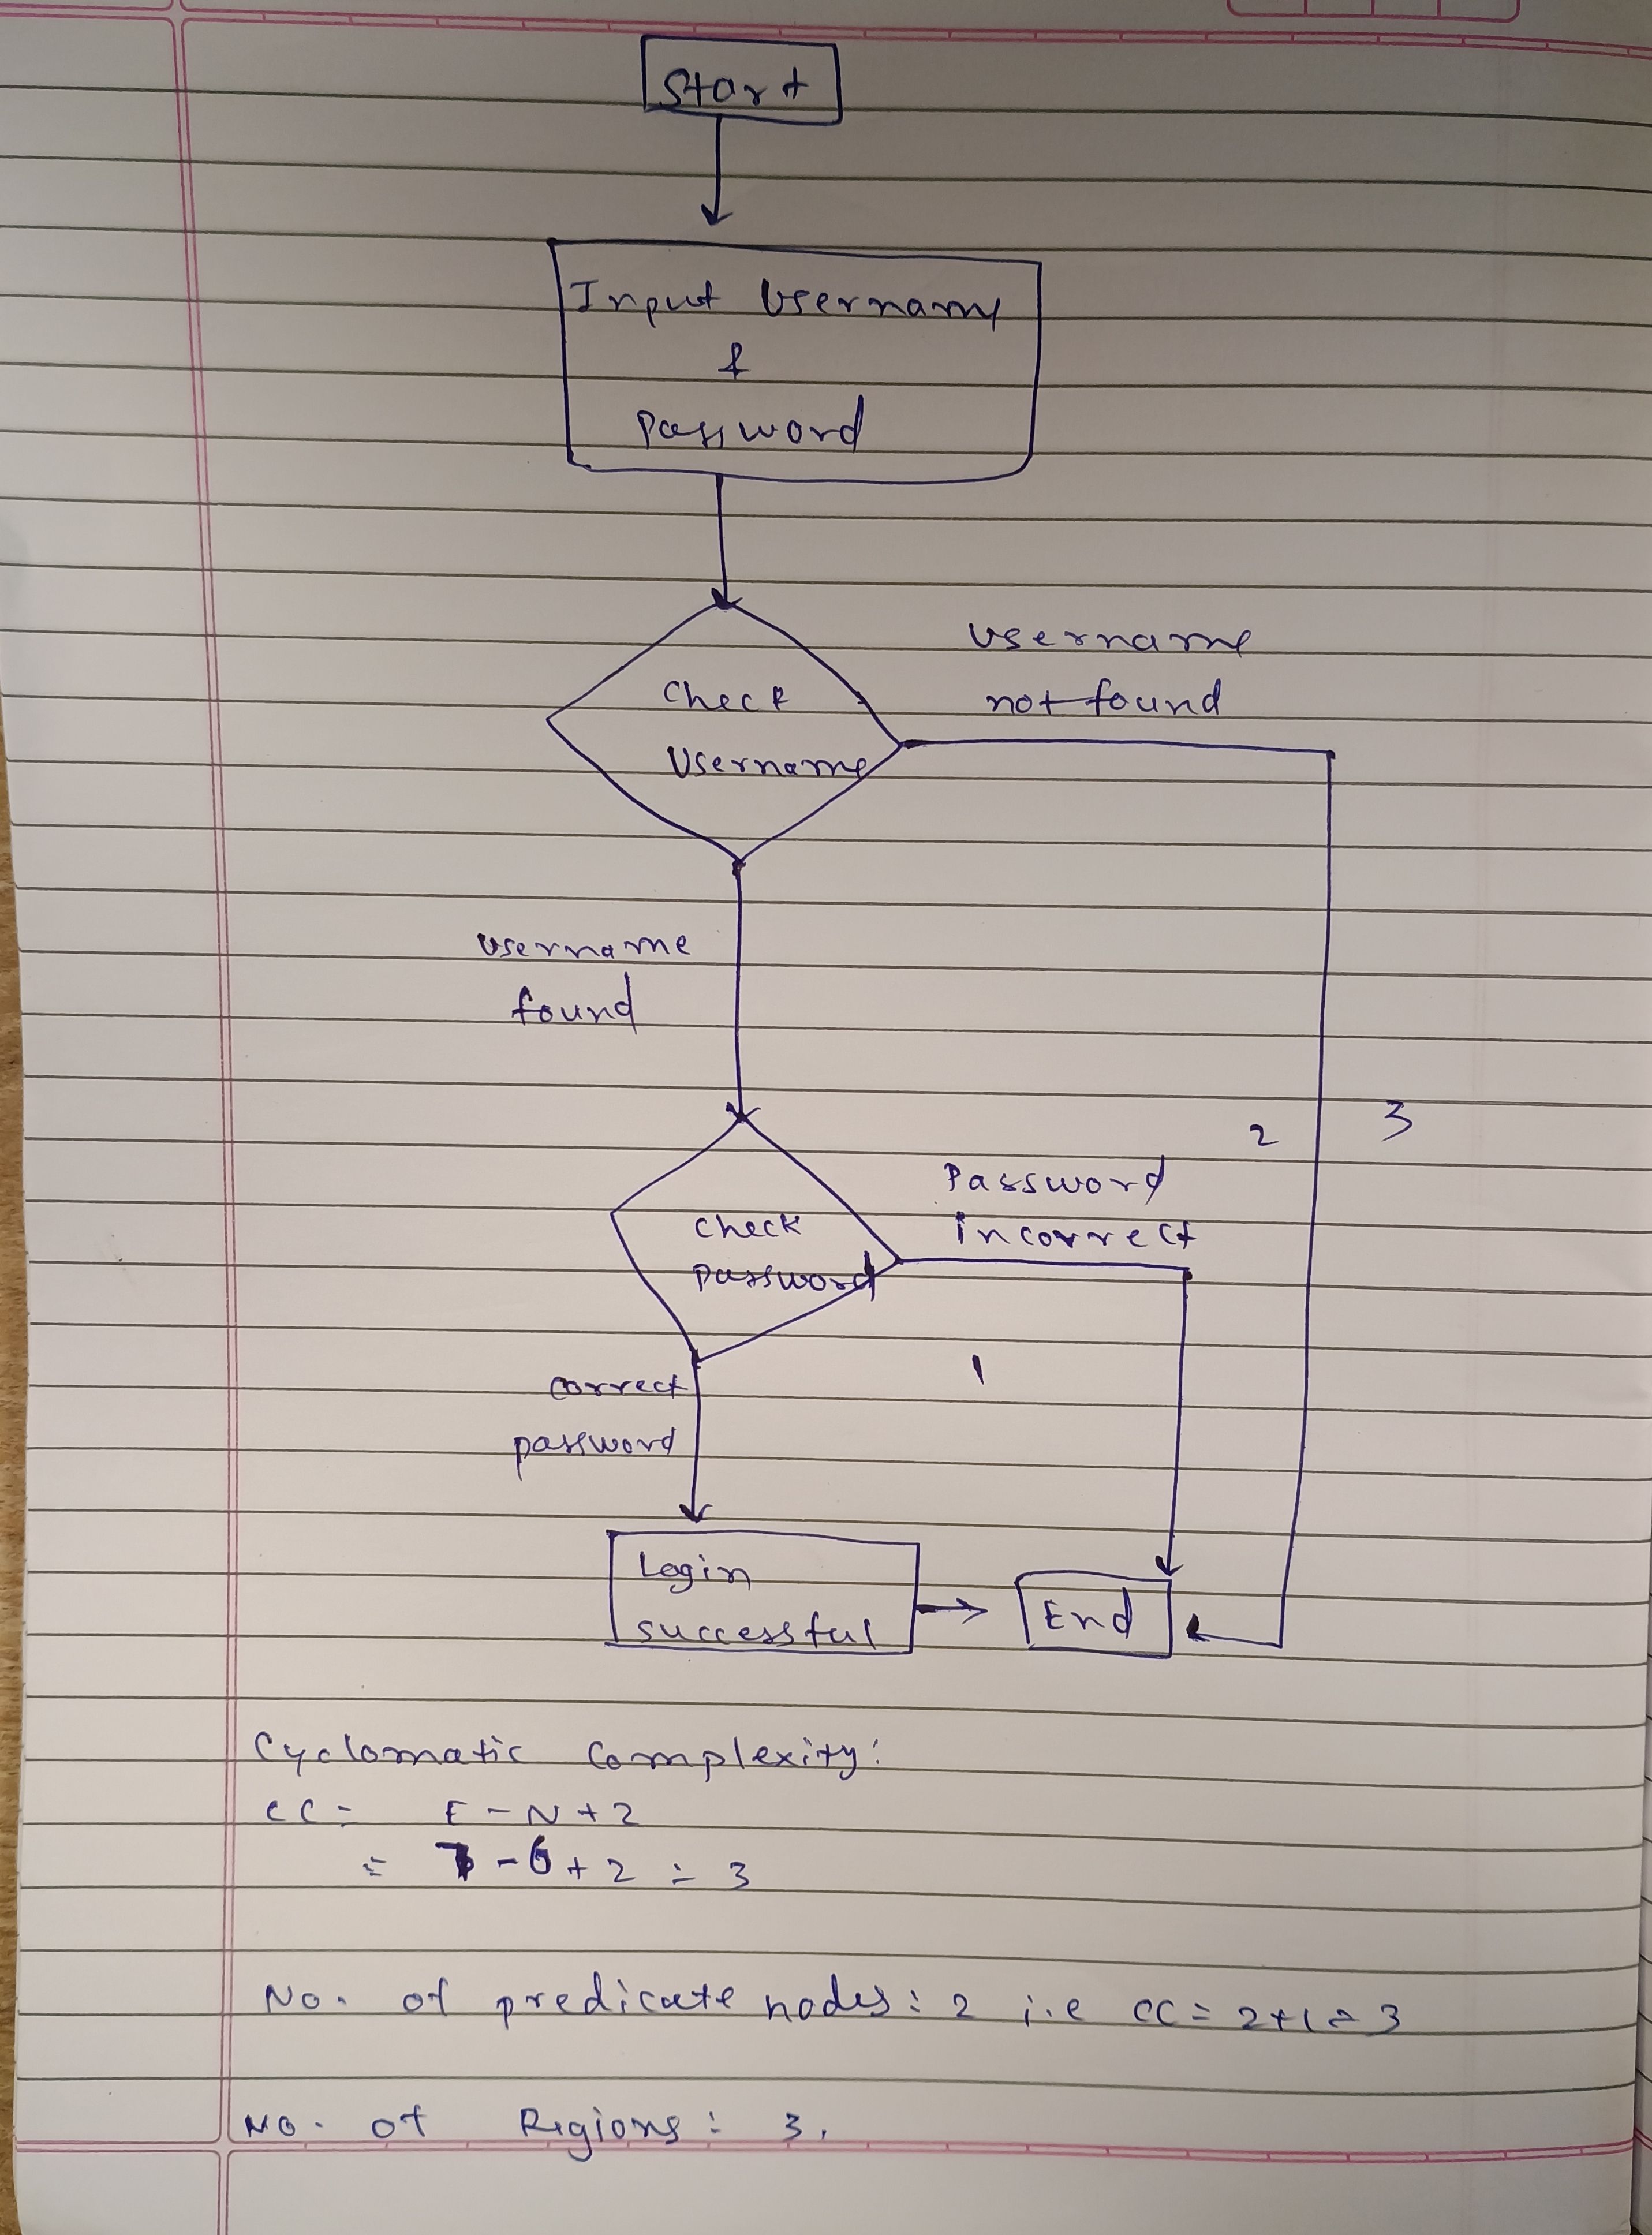 Start
Input Username
&
Password
Check
Username
username
not found
username
found
2
3
Check
password
Password
incorrect
1
correct
password
Login
successful
End
Cyclomatic Complexity:
CC = E - N + 2
= 7 - 6 + 2 = 3
No. of predicate nodes: 2 i.e CC = 2+1 = 3
No. of Regions: 3.